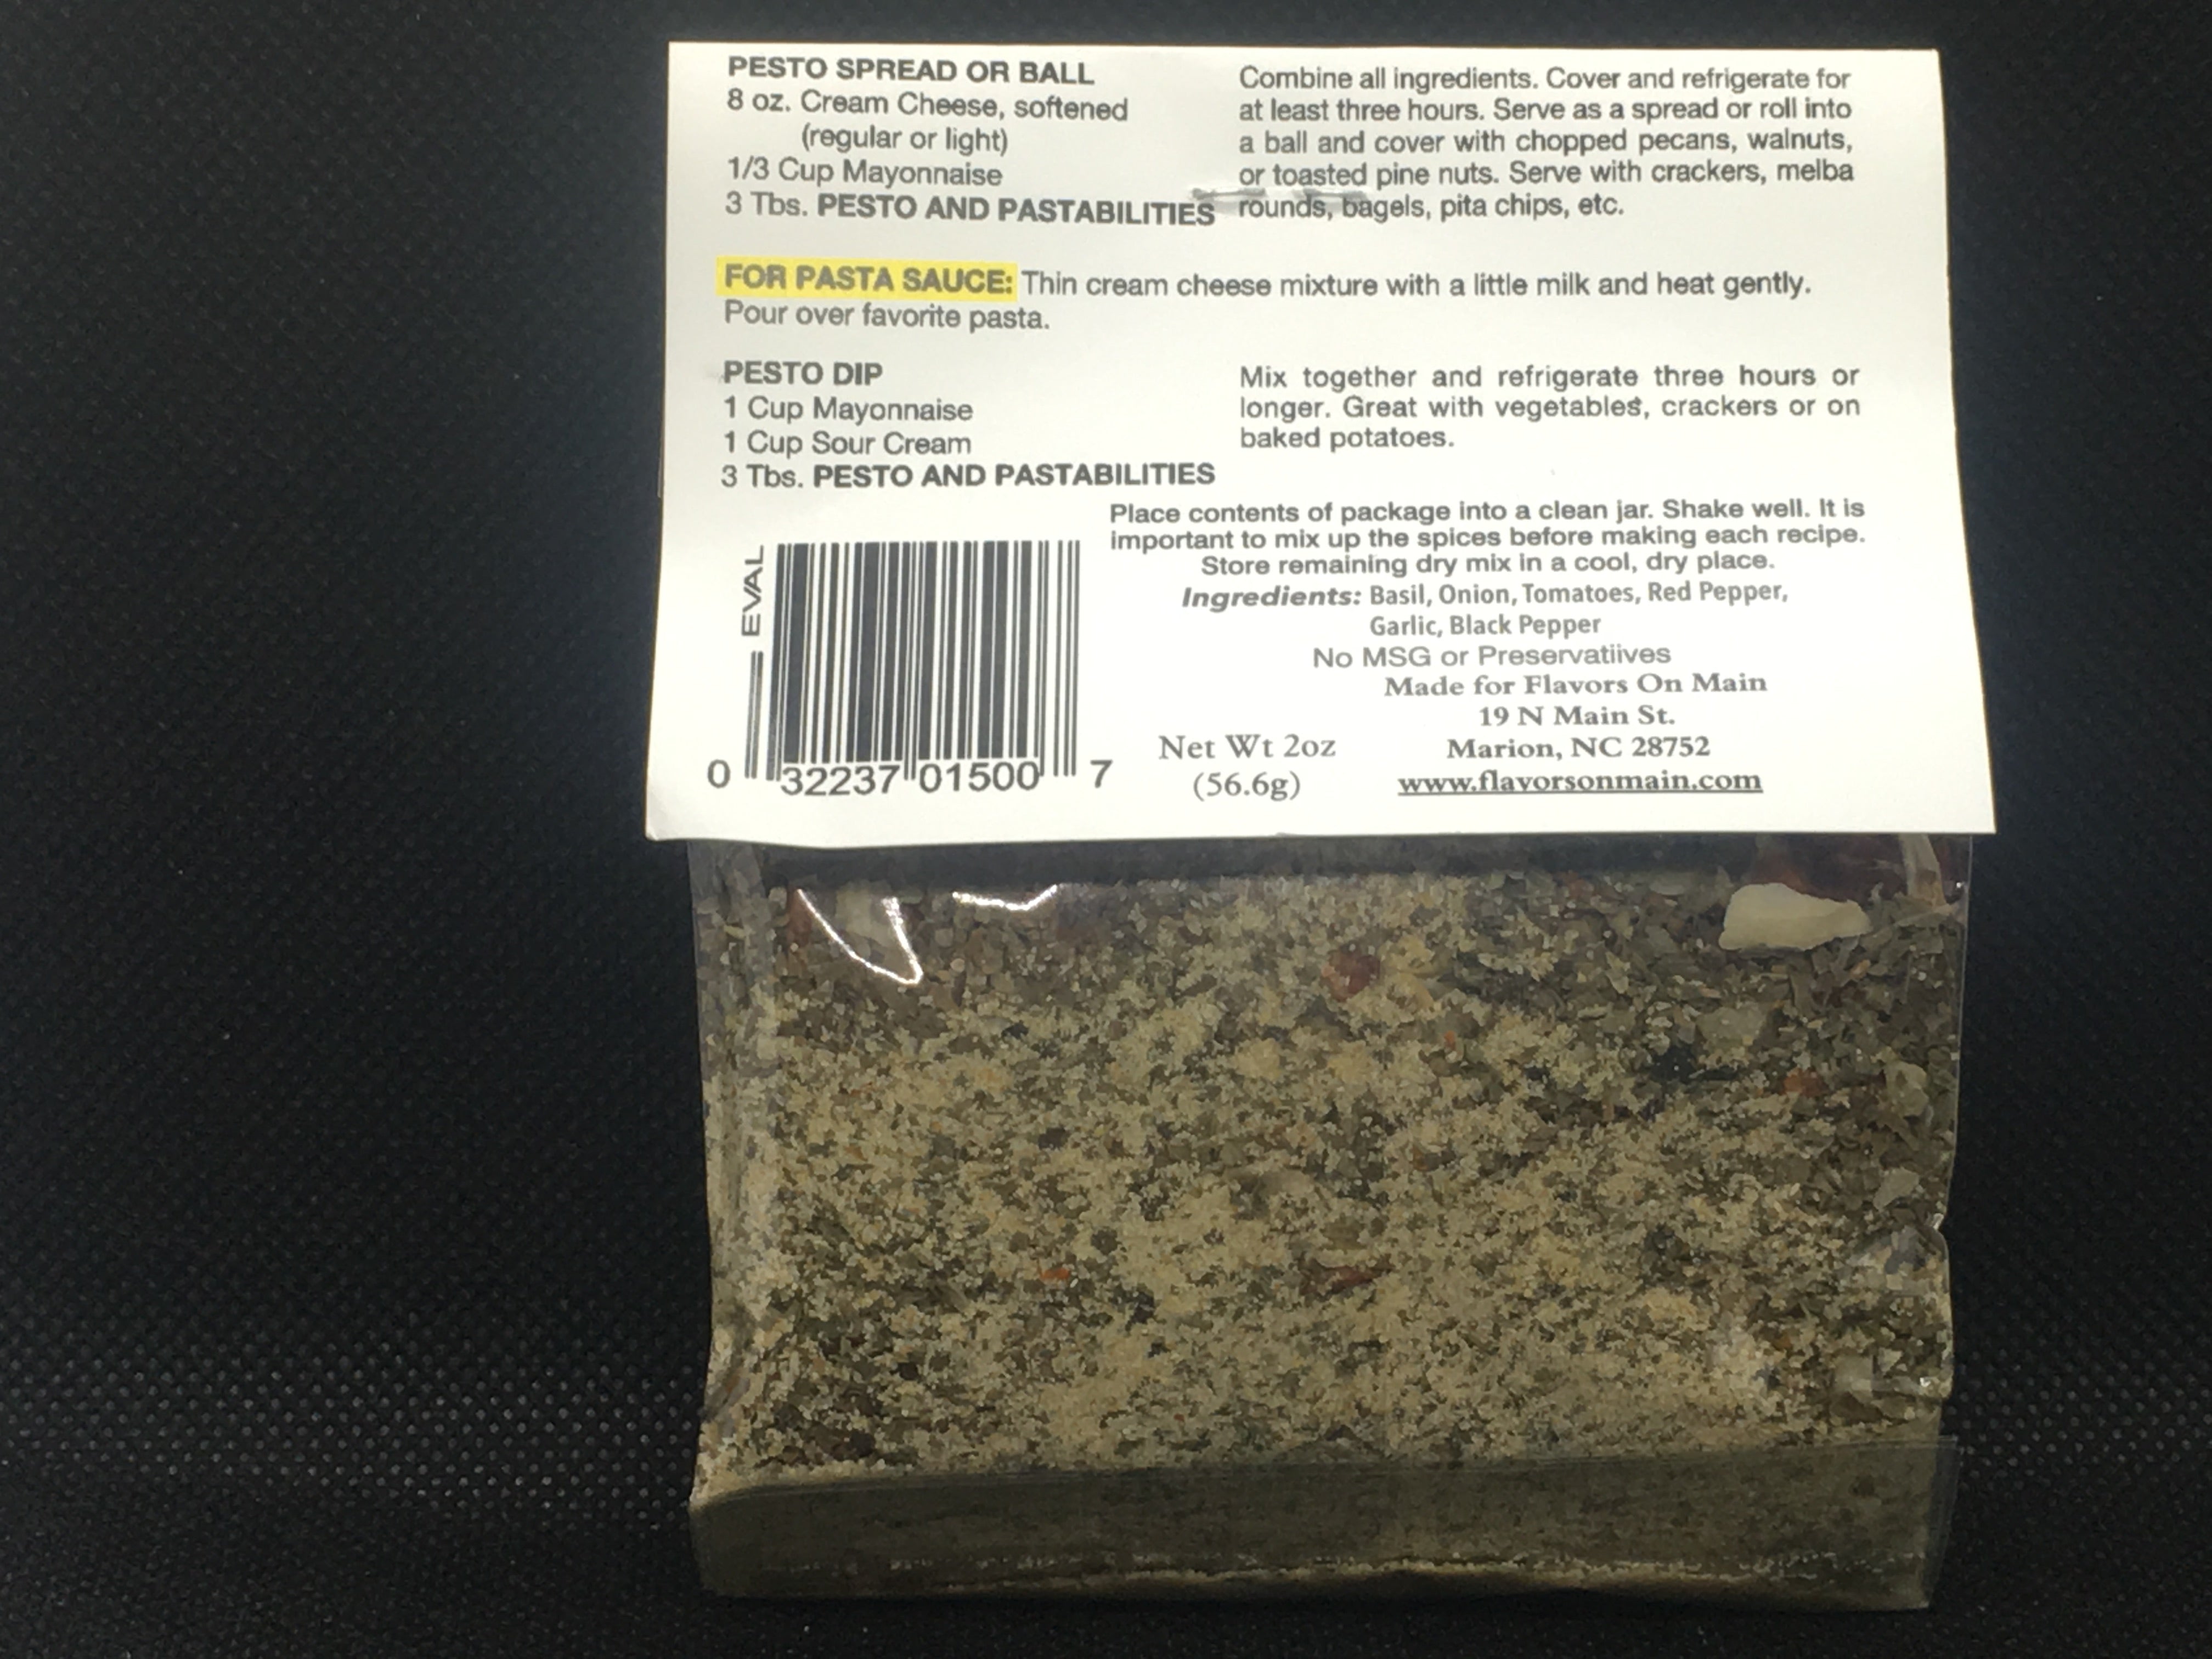 PESTO SPREAD OR BALL
8 oz. Cream Cheese, softened
(regular or light)
1/3 Cup Mayonnaise
3 Tbs. PESTO AND PASTABILITIES
Combine all ingredients. Cover and refrigerate for
at least three hours. Serve as a spread or roll into
a ball and cover with chopped pecans, walnuts,
or toasted pine nuts. Serve with crackers, melba
rounds, bagels, pita chips, etc.
FOR PASTA SAUCE: Thin cream cheese mixture with a little milk and heat gently.
Pour over favorite pasta.
PESTO DIP
1 Cup Mayonnaise
1 Cup Sour Cream
3 Tbs. PESTO AND PASTABILITIES
Mix together and refrigerate three hours or
longer. Great with vegetables, crackers or on
baked potatoes.
Place contents of package into a clean jar. Shake well. It is
important to mix up the spices before making each recipe.
Store remaining dry mix in a cool, dry place.
Ingredients: Basil, Onion, Tomatoes, Red Pepper,
Garlic, Black Pepper
No MSG or Preservatiives
Made for Flavors On Main
19 N Main St.
Marion, NC 28752
www.flavorsonmain.com
Net Wt 2oz
(56.6g)
EVAL
0 32237 01500 7